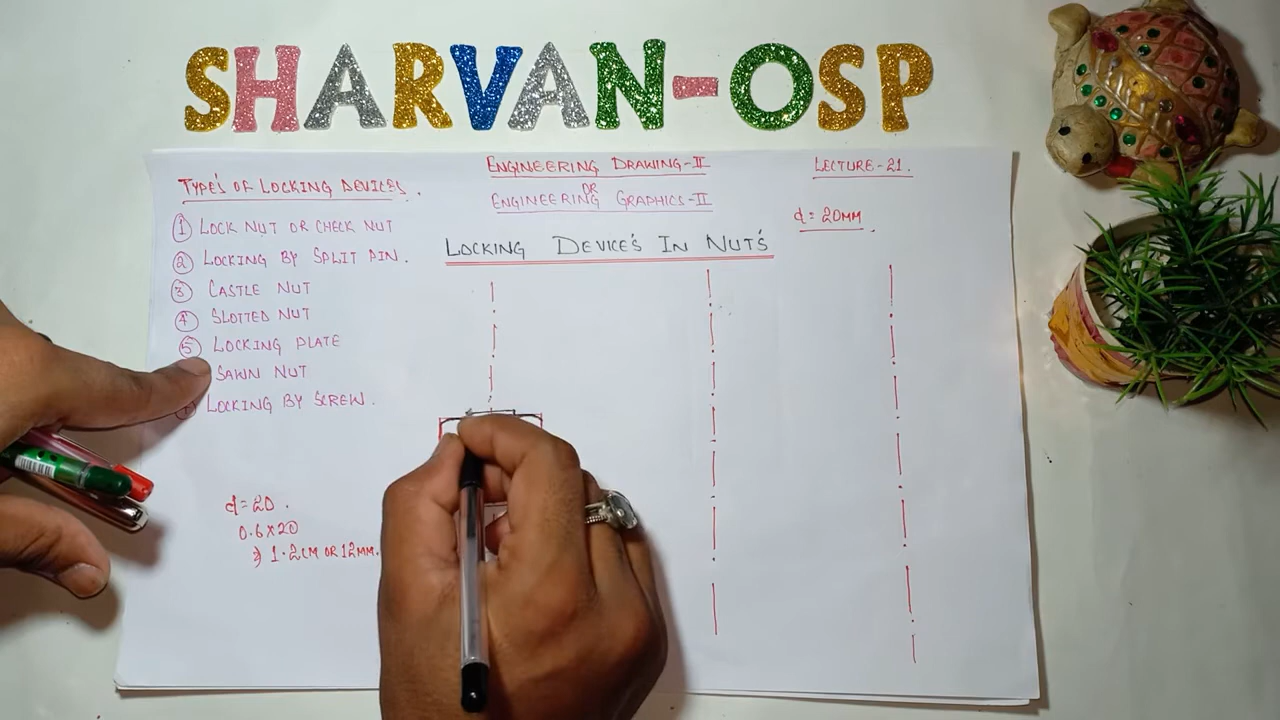 SHARVAN-OSP
ENGINEERING DRAWING-II
OR
ENGINEERING GRAPHICS-II
LECTURE-21.
TYPE'S OF LOCKING DEVICES.
① LOCK NUT OR CHECK NUT
② LOCKING BY SPLIT PIN.
③ CASTLE NUT
④ SLOTTED NUT
⑤ LOCKING PLATE
SAWN NUT
LOCKING BY SCREW.
LOCKING DEVICE'S IN NUT'S
d = 20MM.
d = 20.
0.6 X 20
⇒ 1.2CM OR 12MM.